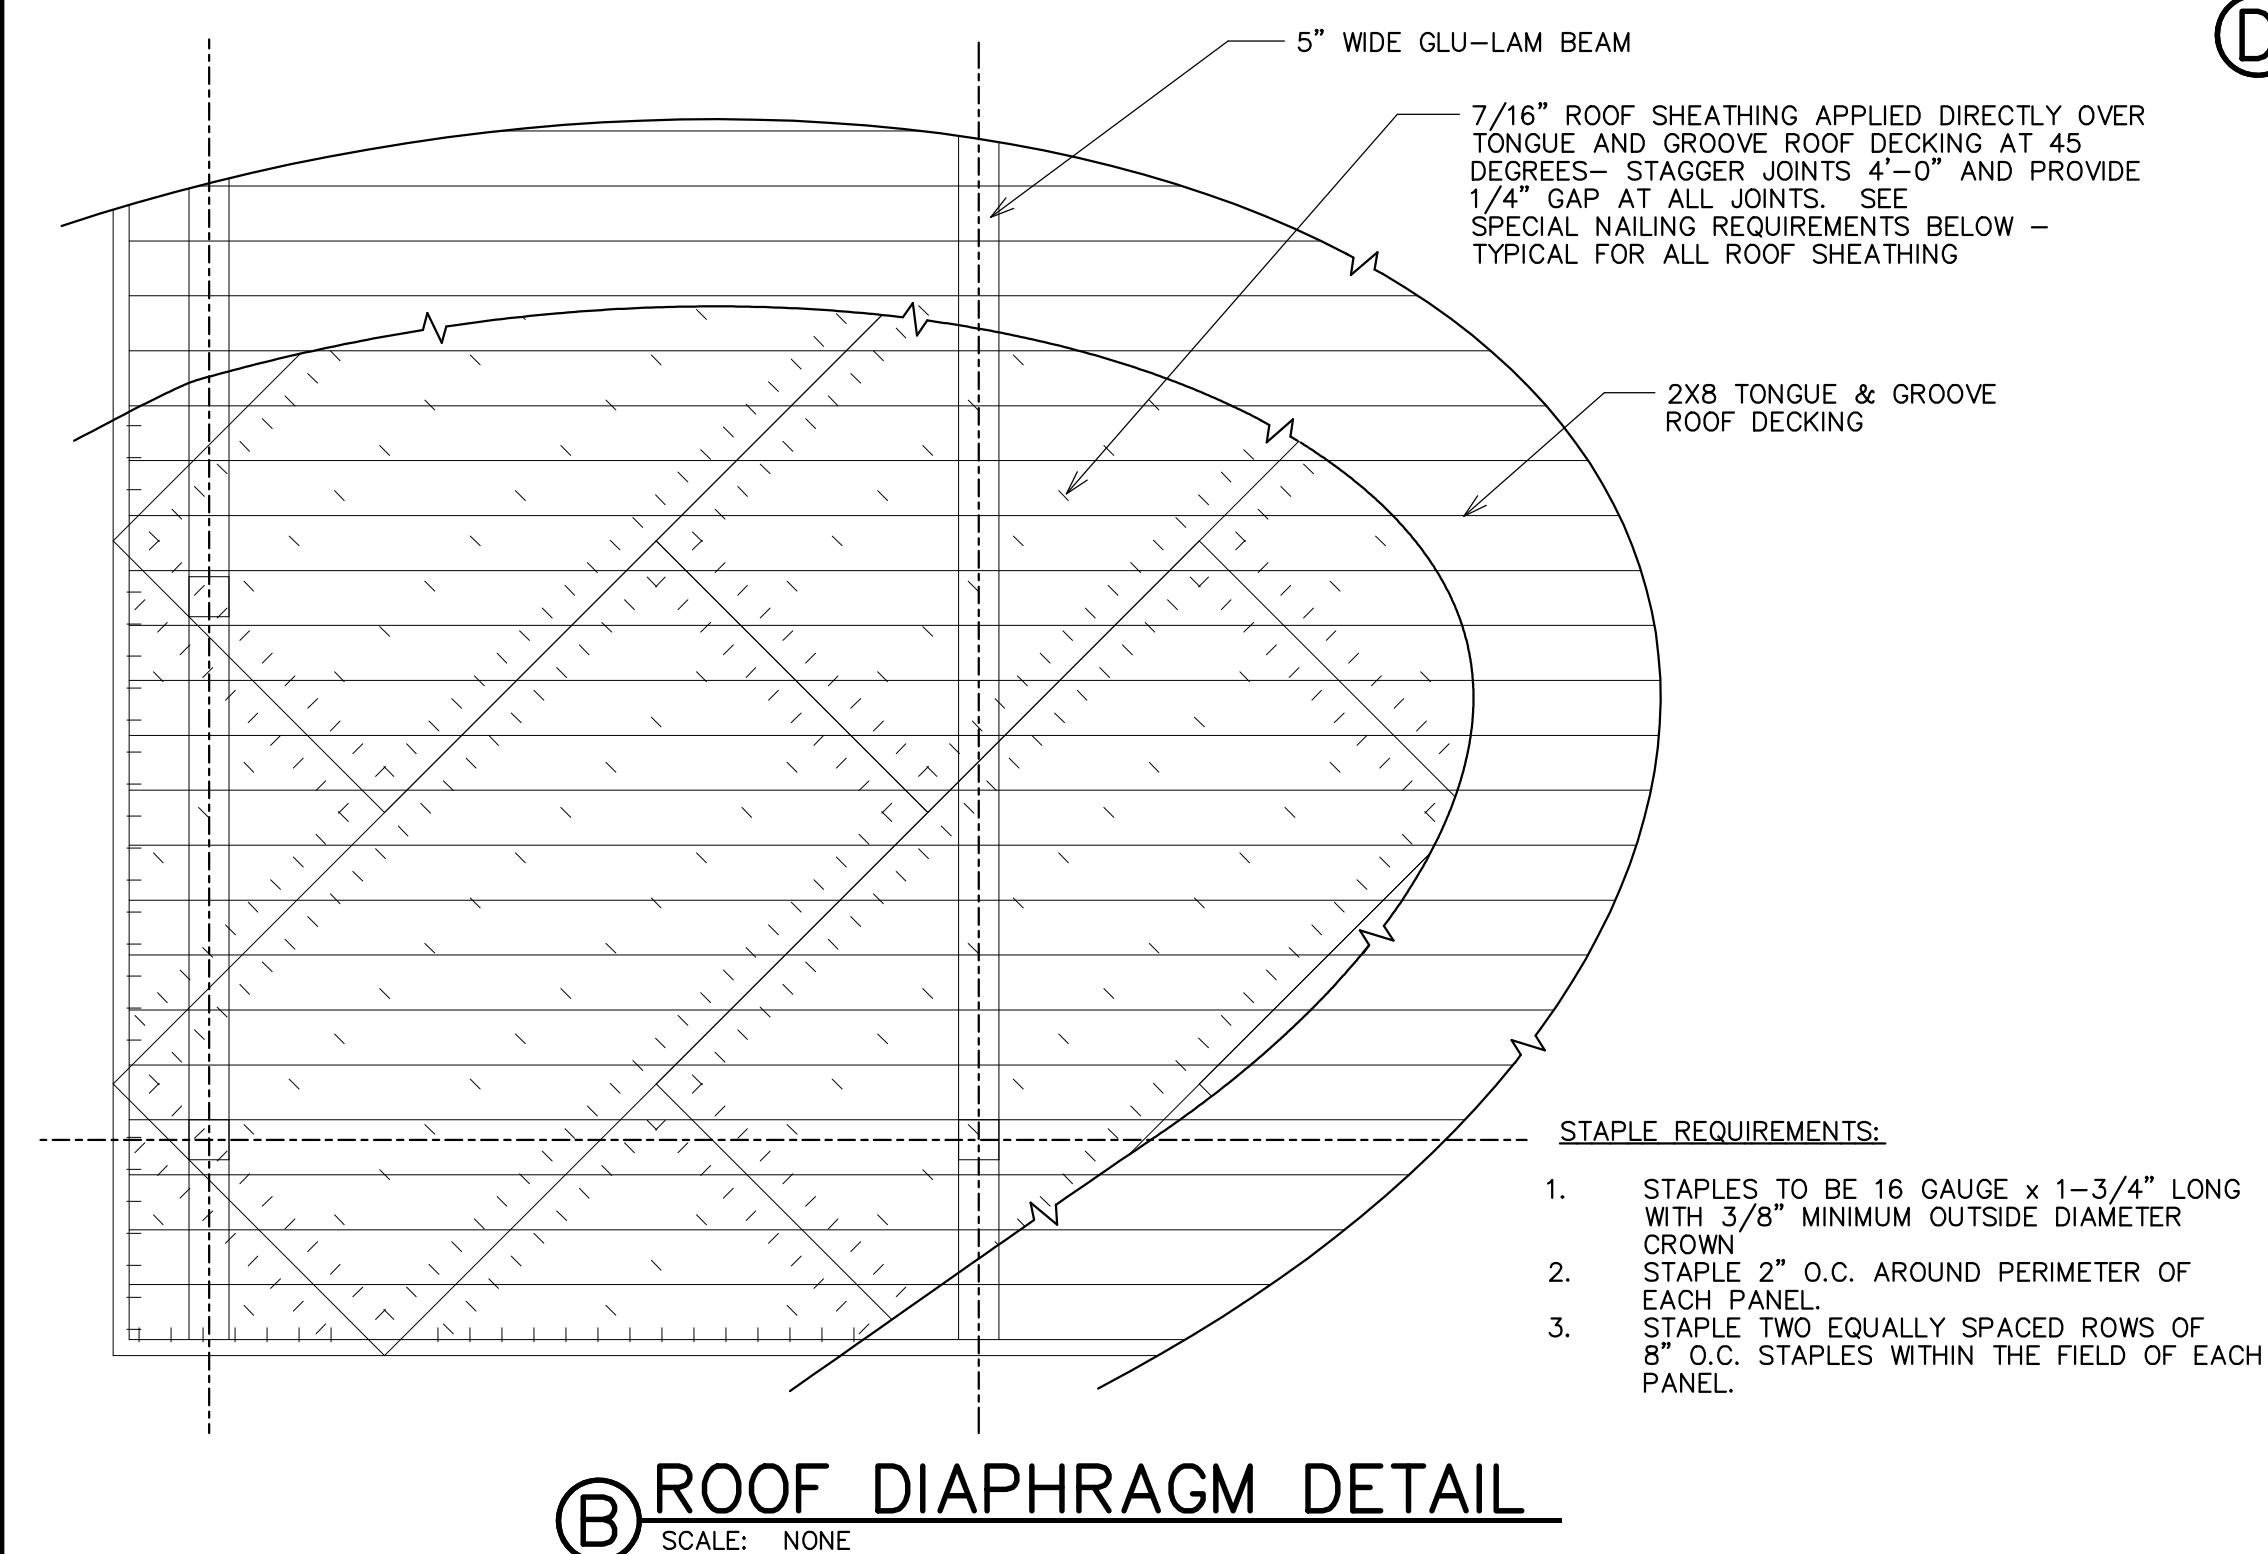 D
5” WIDE GLU–LAM BEAM
7/16” ROOF SHEATHING APPLIED DIRECTLY OVER
TONGUE AND GROOVE ROOF DECKING AT 45
DEGREES– STAGGER JOINTS 4’–0” AND PROVIDE
1/4” GAP AT ALL JOINTS. SEE
SPECIAL NAILING REQUIREMENTS BELOW –
TYPICAL FOR ALL ROOF SHEATHING
2X8 TONGUE & GROOVE
ROOF DECKING
STAPLE REQUIREMENTS:
1. STAPLES TO BE 16 GAUGE x 1–3/4” LONG
WITH 3/8” MINIMUM OUTSIDE DIAMETER
CROWN
2. STAPLE 2” O.C. AROUND PERIMETER OF
EACH PANEL.
3. STAPLE TWO EQUALLY SPACED ROWS OF
8” O.C. STAPLES WITHIN THE FIELD OF EACH
PANEL.
B ROOF DIAPHRAGM DETAIL
SCALE: NONE